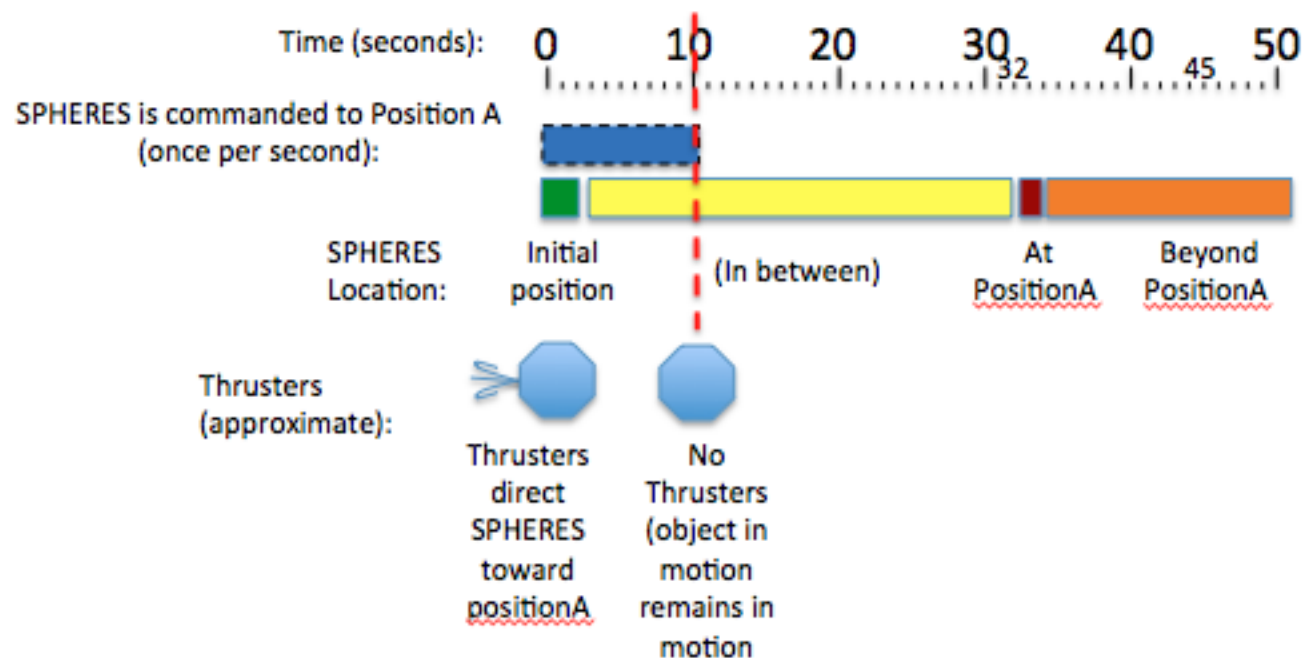 Time (seconds): 0 10 20 30 40 50
32 45
SPHERES is commanded to Position A
(once per second):
SPHERES
Location:
Initial
position
(In between)
At
PositionA
Beyond
PositionA
Thrusters
(approximate):
Thrusters
direct
SPHERES
toward
positionA
No
Thrusters
(object in
motion
remains in
motion